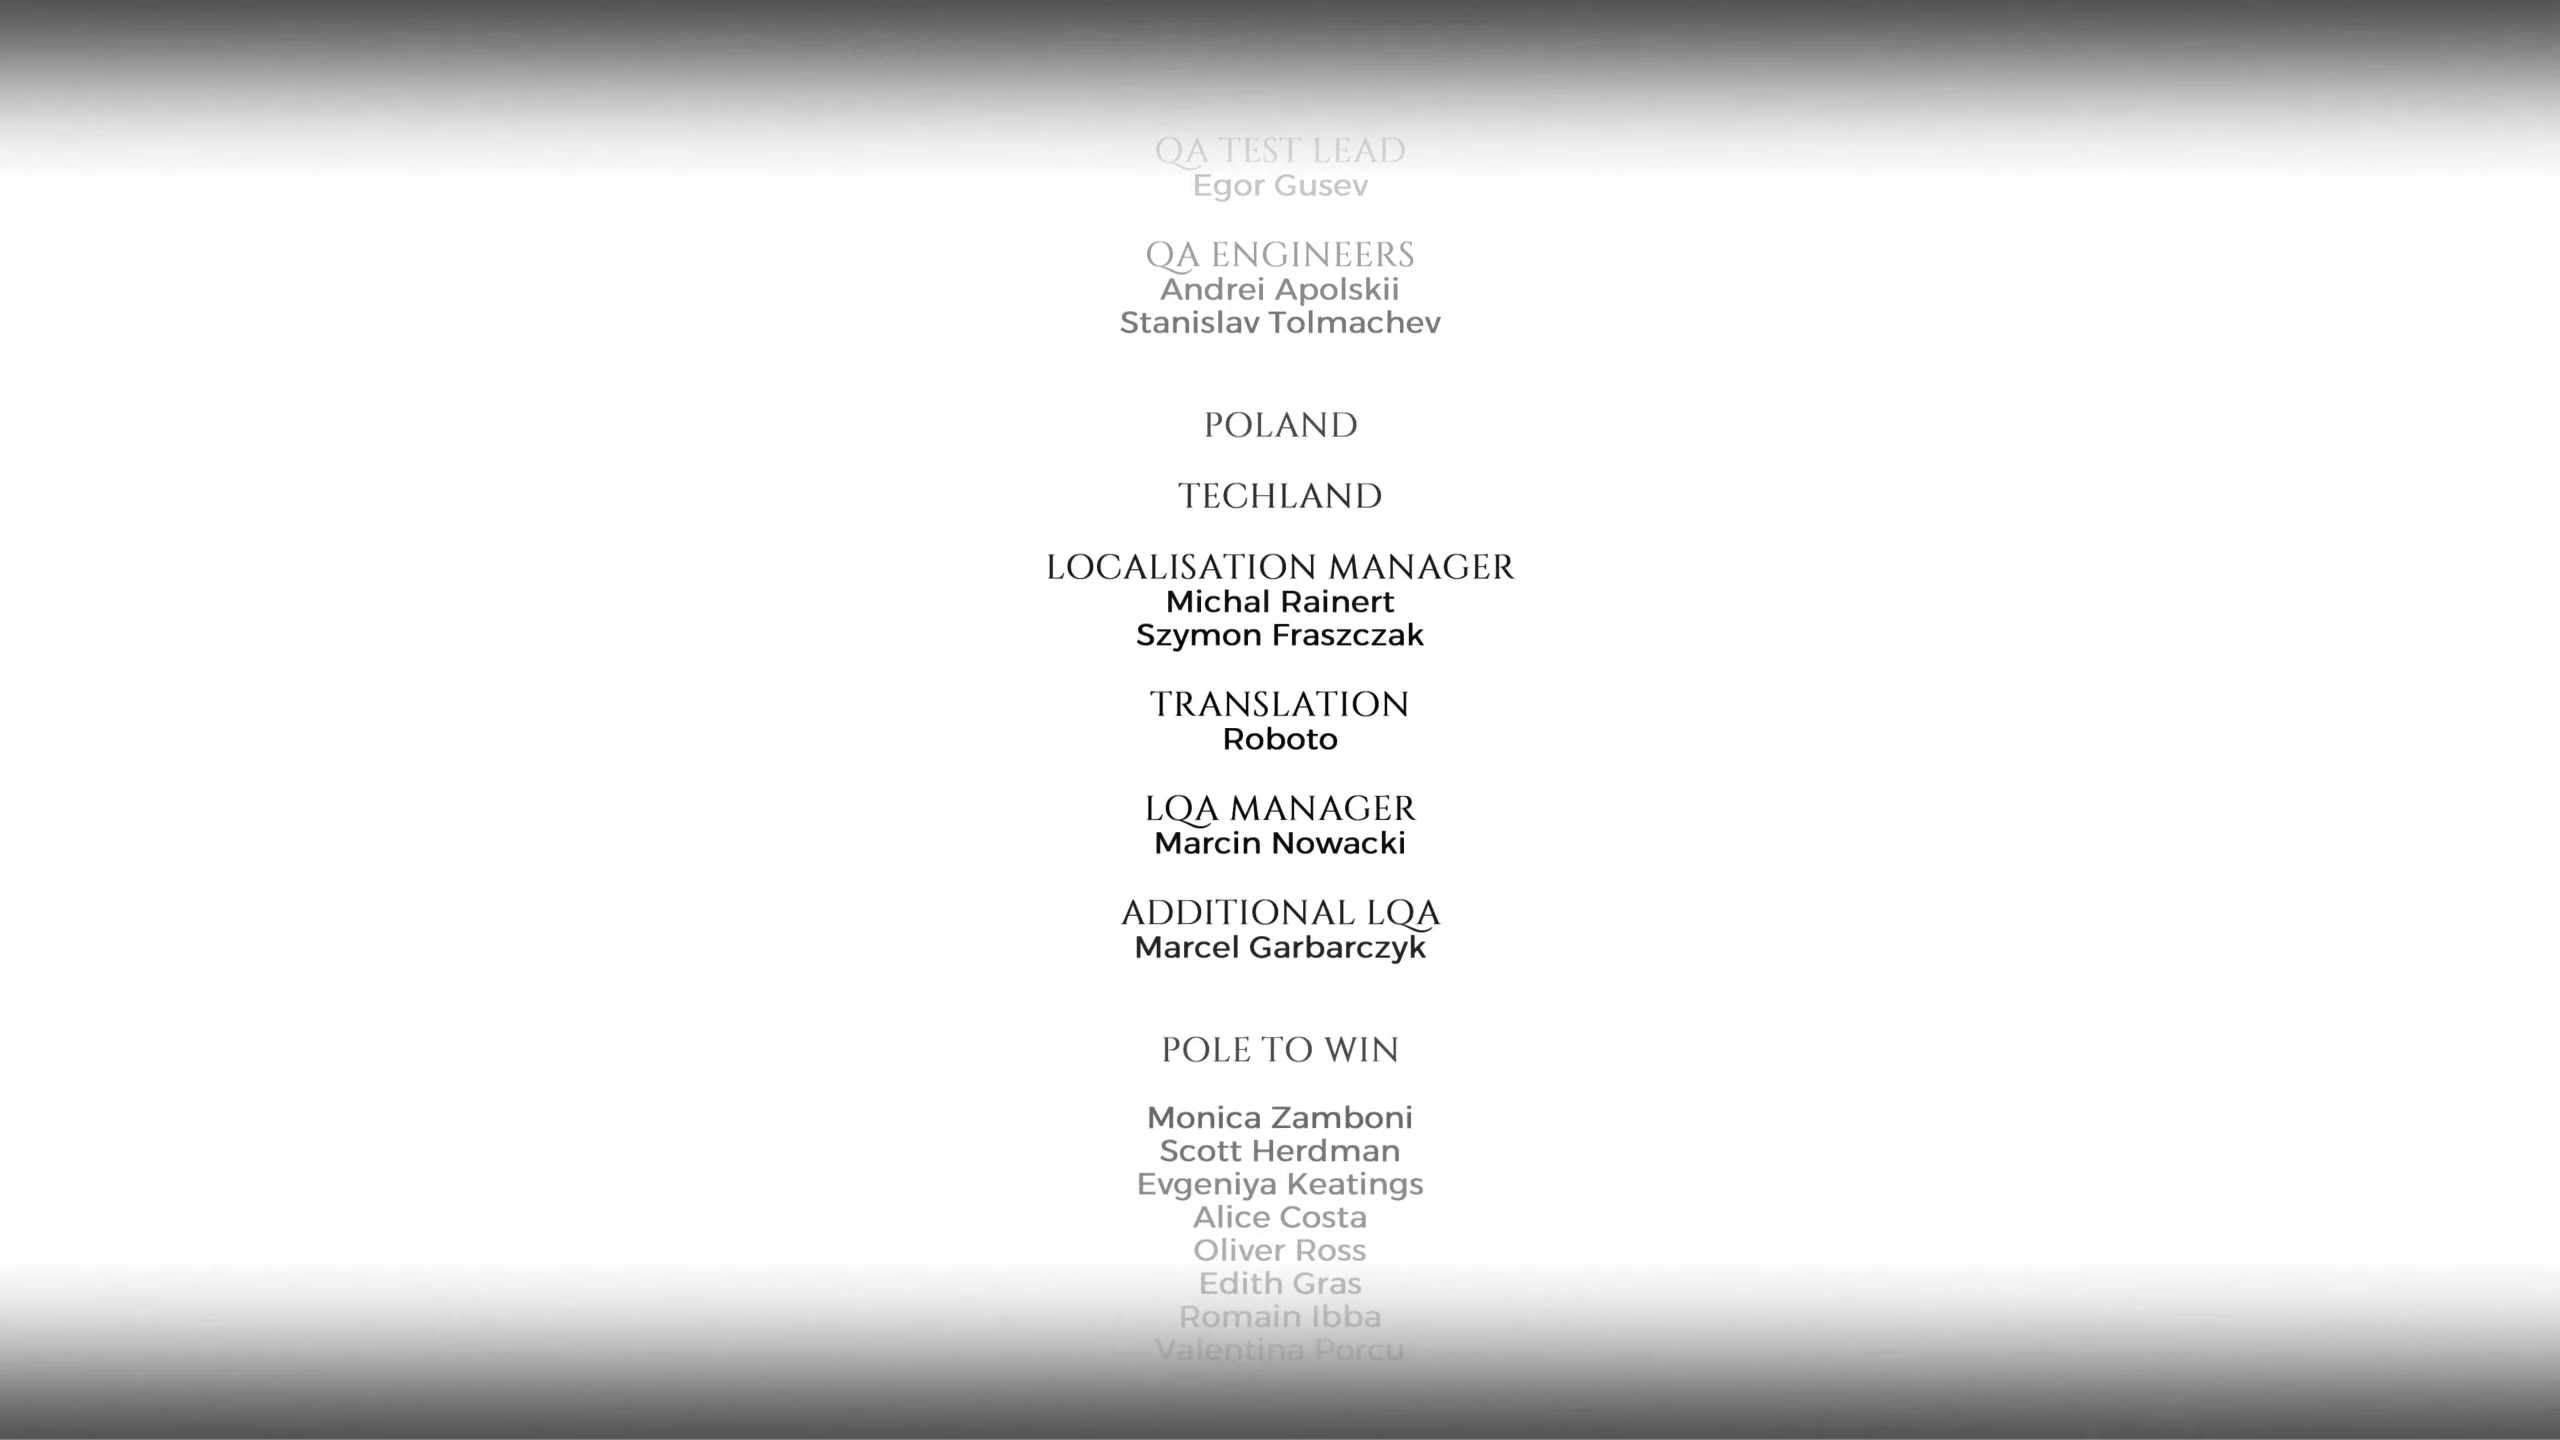 QA TEST LEAD
Egor Gusev
QA ENGINEERS
Andrei Apolskii
Stanislav Tolmachev
POLAND
TECHLAND
LOCALISATION MANAGER
Michal Rainert
Szymon Fraszczak
TRANSLATION
Roboto
LQA MANAGER
Marcin Nowacki
ADDITIONAL LQA
Marcel Garbarczyk
POLE TO WIN
Monica Zamboni
Scott Herdman
Evgeniya Keatings
Alice Costa
Oliver Ross
Edith Gras
Romain Ibba
Valentina Porcu